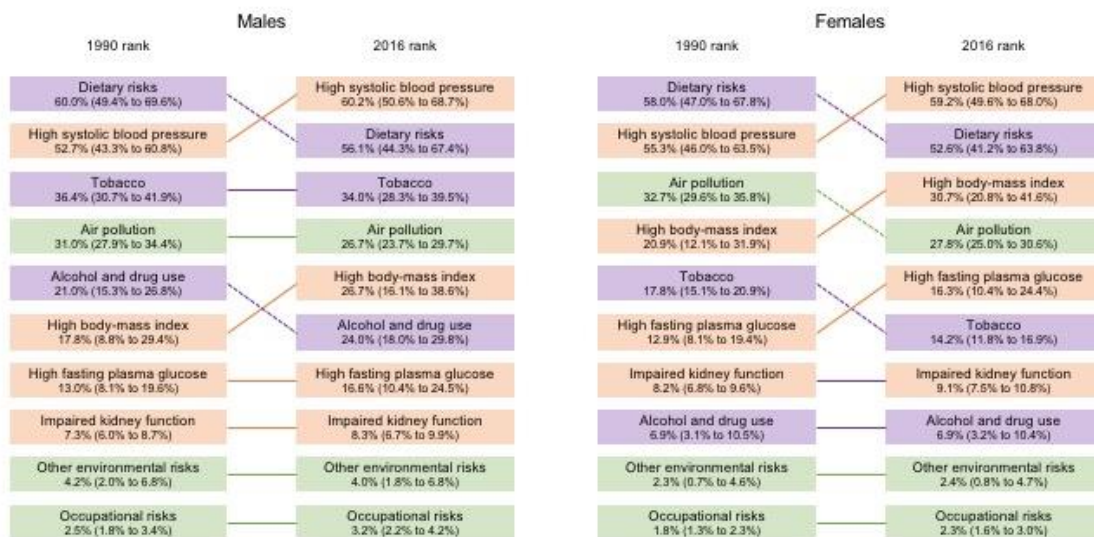 Males
1990 rank
2016 rank
Dietary risks
60.0% (49.4% to 69.6%)
High systolic blood pressure
52.7% (43.3% to 60.8%)
Tobacco
36.4% (30.7% to 41.9%)
Air pollution
31.0% (27.9% to 34.4%)
Alcohol and drug use
21.0% (15.3% to 26.8%)
High body-mass index
17.8% (8.8% to 29.4%)
High fasting plasma glucose
13.0% (8.1% to 19.6%)
Impaired kidney function
7.3% (6.0% to 8.7%)
Other environmental risks
4.2% (2.0% to 6.8%)
Occupational risks
2.5% (1.8% to 3.4%)
High systolic blood pressure
60.2% (50.6% to 68.7%)
Dietary risks
56.1% (44.3% to 67.4%)
Tobacco
34.0% (28.3% to 39.5%)
Air pollution
26.7% (23.7% to 29.7%)
High body-mass index
26.7% (16.1% to 38.6%)
Alcohol and drug use
24.0% (18.0% to 29.8%)
High fasting plasma glucose
16.6% (10.4% to 24.5%)
Impaired kidney function
8.3% (6.7% to 9.9%)
Other environmental risks
4.0% (1.8% to 6.8%)
Occupational risks
3.2% (2.2% to 4.2%)
Females
1990 rank
2016 rank
Dietary risks
58.0% (47.0% to 67.8%)
High systolic blood pressure
55.3% (46.0% to 63.5%)
Air pollution
32.7% (29.6% to 35.8%)
High body-mass index
20.9% (12.1% to 31.9%)
Tobacco
17.8% (15.1% to 20.9%)
High fasting plasma glucose
12.9% (8.1% to 19.4%)
Impaired kidney function
8.2% (6.8% to 9.6%)
Alcohol and drug use
6.9% (3.1% to 10.5%)
Other environmental risks
2.3% (0.7% to 4.6%)
Occupational risks
1.8% (1.3% to 2.3%)
High systolic blood pressure
59.2% (49.6% to 68.0%)
Dietary risks
52.6% (41.2% to 63.8%)
High body-mass index
30.7% (20.8% to 41.6%)
Air pollution
27.8% (25.0% to 30.6%)
High fasting plasma glucose
16.3% (10.4% to 24.4%)
Tobacco
14.2% (11.8% to 16.9%)
Impaired kidney function
9.1% (7.5% to 10.8%)
Alcohol and drug use
6.9% (3.2% to 10.4%)
Other environmental risks
2.4% (0.8% to 4.7%)
Occupational risks
2.3% (1.6% to 3.0%)